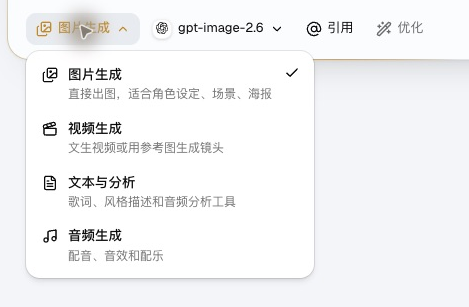 图片生成 gpt-image-2.6 引用 优化
图片生成
直接出图，适合角色设定、场景、海报
视频生成
文生视频或用参考图生成镜头
文本与分析
歌词、风格描述和音频分析工具
音频生成
配音、音效和配乐